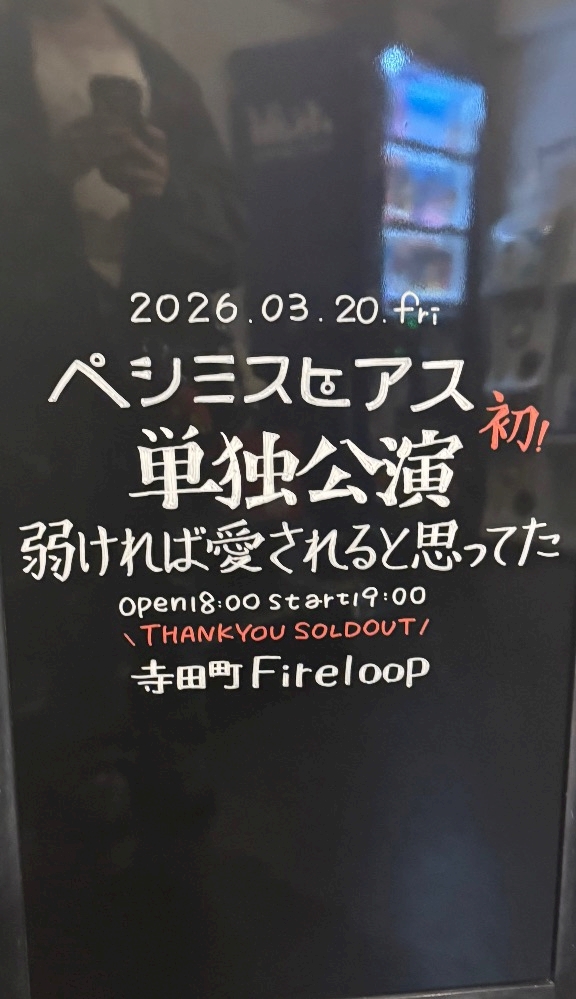 2026.03.20.fri
ペシミスピアス
初!
単独公演
弱ければ愛されると思ってた
open18:00 start19:00
\THANKYOU SOLDOUT/
寺田町Fireloop